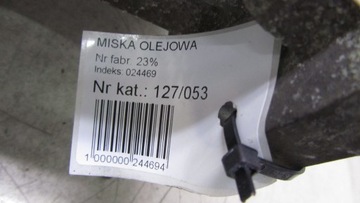 MISKA OLEJOWA
Nr fabr. 23%
Indeks: 024469
Nr kat.: 127/053
1 000000 244694